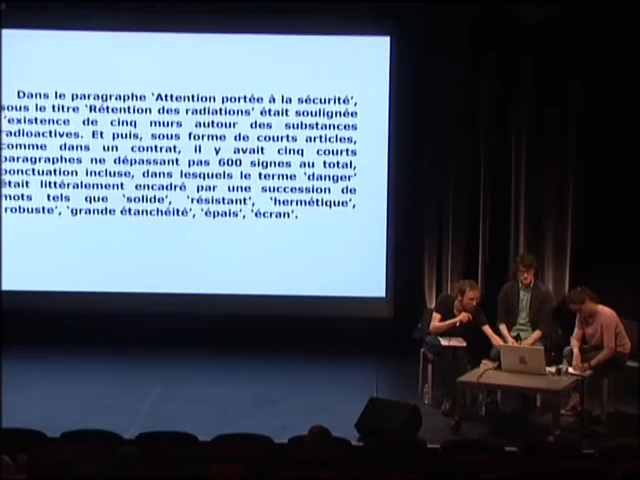 Dans le paragraphe 'Attention portée à la sécurité',
sous le titre 'Rétention des radiations' était soulignée
l'existence de cinq murs autour des substances
radioactives. Et puis, sous forme de courts articles,
comme dans un contrat, il y avait cinq courts
paragraphes ne dépassant pas 600 signes au total,
ponctuation incluse, dans lesquels le terme 'danger'
était littéralement encadré par une succession de
mots tels que 'solide', 'résistant', 'hermétique',
'robuste', 'grande étanchéité', 'épais', 'écran'.